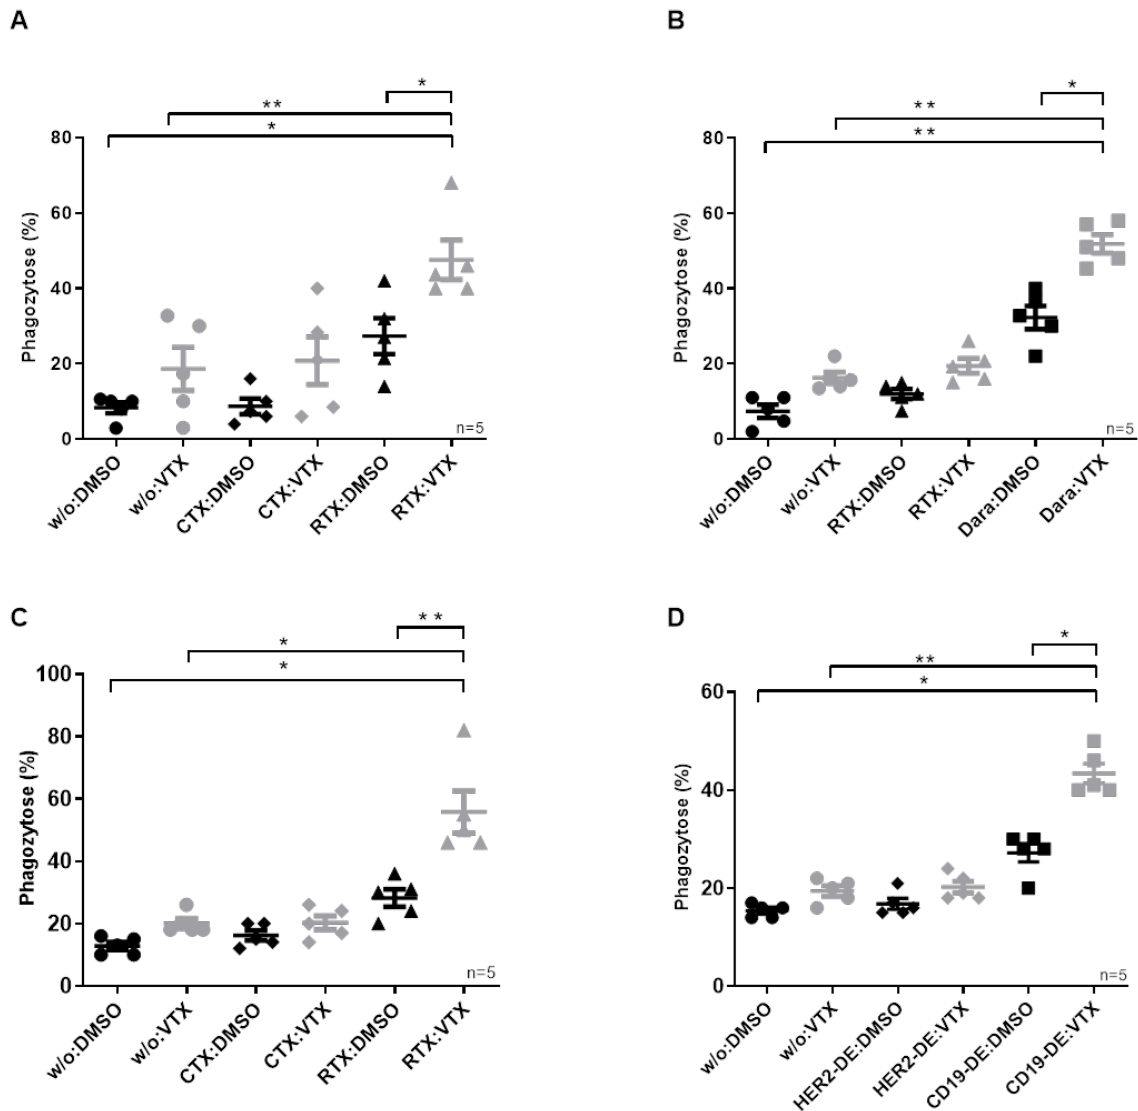 A
*
**
*
80
60
40
20
0
Phagozytose (%)
n=5
w/o:DMSO
w/o:VTX
CTX:DMSO
CTX:VTX
RTX:DMSO
RTX:VTX
B
*
**
**
80
60
40
20
0
Phagozytose (%)
n=5
w/o:DMSO
w/o:VTX
RTX:DMSO
RTX:VTX
Dara:DMSO
Dara:VTX
C
**
*
*
100
80
60
40
20
0
Phagozytose (%)
n=5
w/o:DMSO
w/o:VTX
CTX:DMSO
CTX:VTX
RTX:DMSO
RTX:VTX
D
*
**
*
60
40
20
0
Phagozytose (%)
n=5
w/o:DMSO
w/o:VTX
HER2-DE:DMSO
HER2-DE:VTX
CD19-DE:DMSO
CD19-DE:VTX